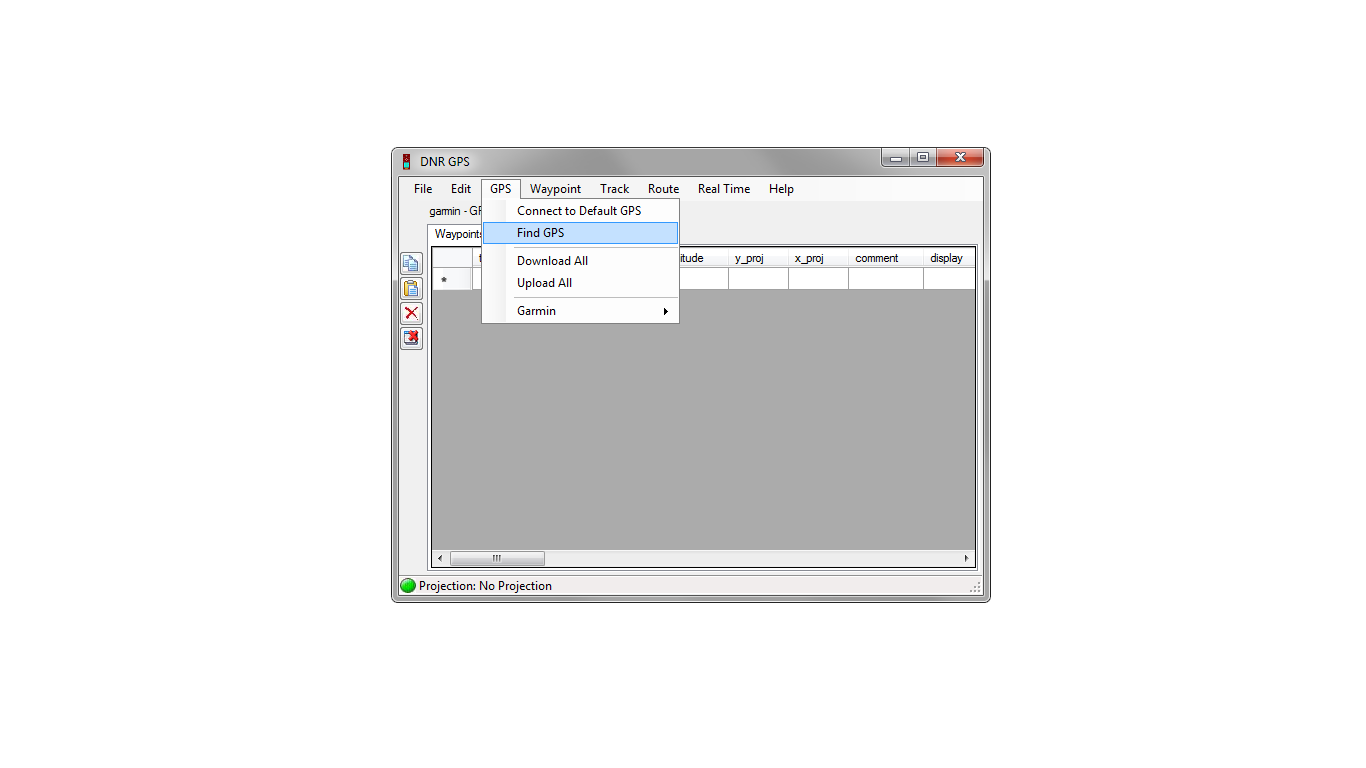 DNR GPS
File Edit GPS Waypoint Track Route Real Time Help
garmin - GP
Connect to Default GPS
Waypoints
Find GPS
itude y_proj x_proj comment display
Download All
*
Upload All
Garmin
Projection: No Projection